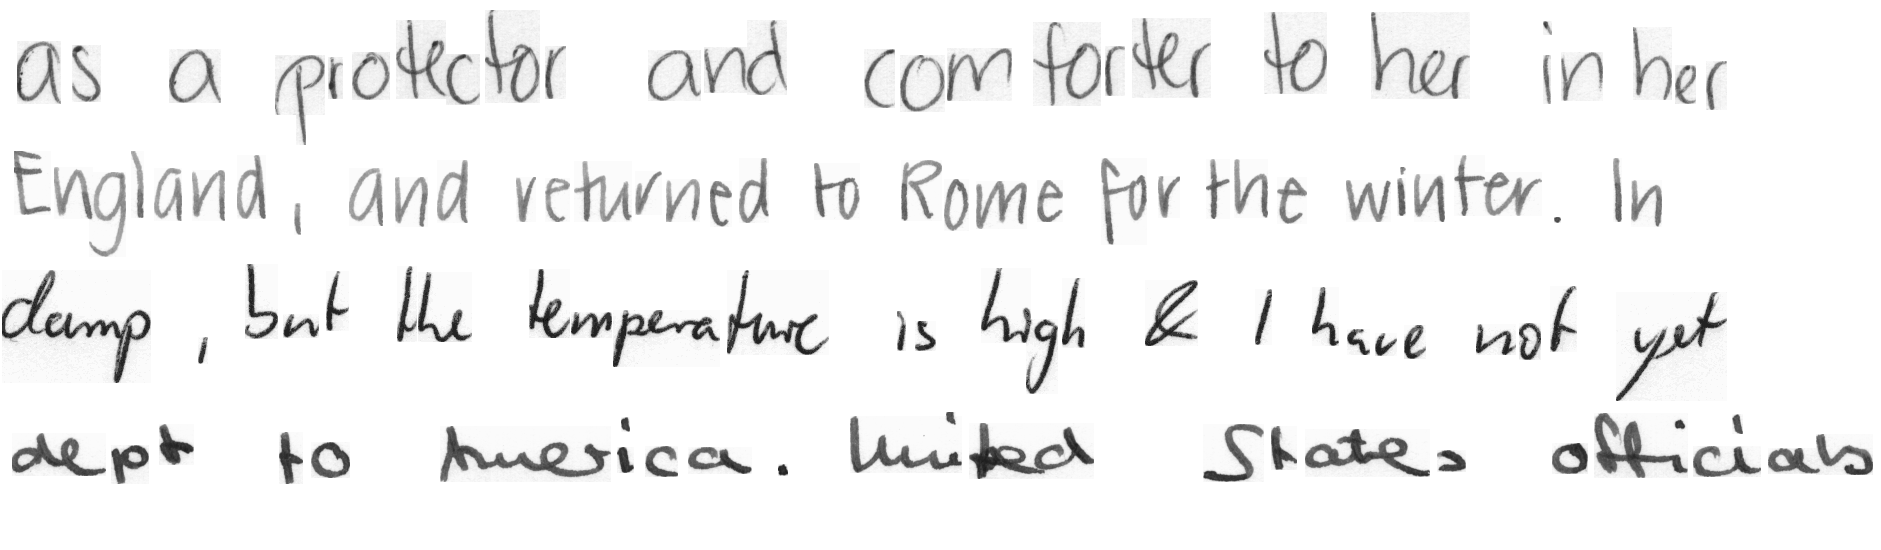 as a protector and comforter to her in her
England, and returned to Rome for the winter. In
damp, but the temperature is high & I have not yet
dept to America. United States officials